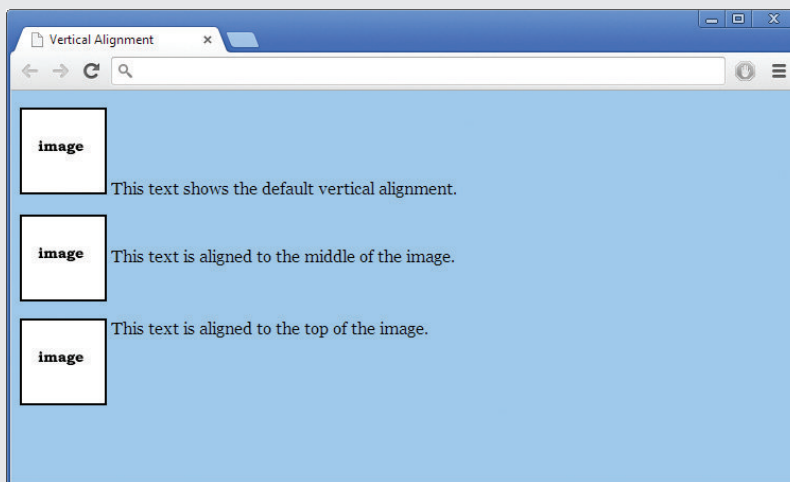 Vertical Alignment
image
This text shows the default vertical alignment.
image
This text is aligned to the middle of the image.
image
This text is aligned to the top of the image.